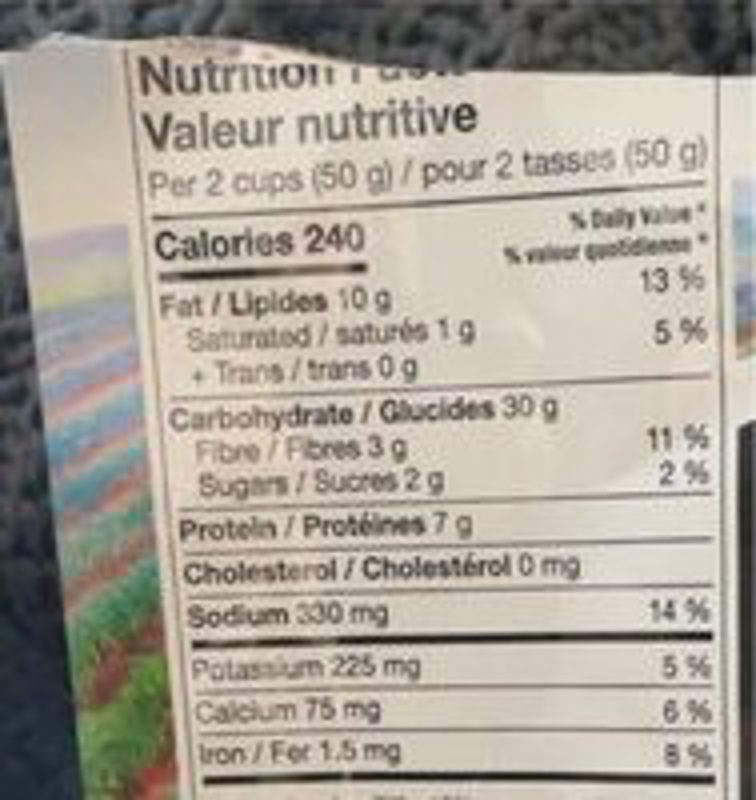 Nutrition Facts
Valeur nutritive
Per 2 cups (50 g) / pour 2 tasses (50 g)
Calories 240
% Daily Value *
% valeur quotidienne *
Fat / Lipides 10 g 13 %
Saturated / saturés 1 g 5 %
+ Trans / trans 0 g
Carbohydrate / Glucides 30 g
Fibre / Fibres 3 g 11 %
Sugars / Sucres 2 g 2 %
Protein / Protéines 7 g
Cholesterol / Cholestérol 0 mg
Sodium 330 mg 14 %
Potassium 225 mg 5 %
Calcium 75 mg 6 %
Iron / Fer 1.5 mg 8 %